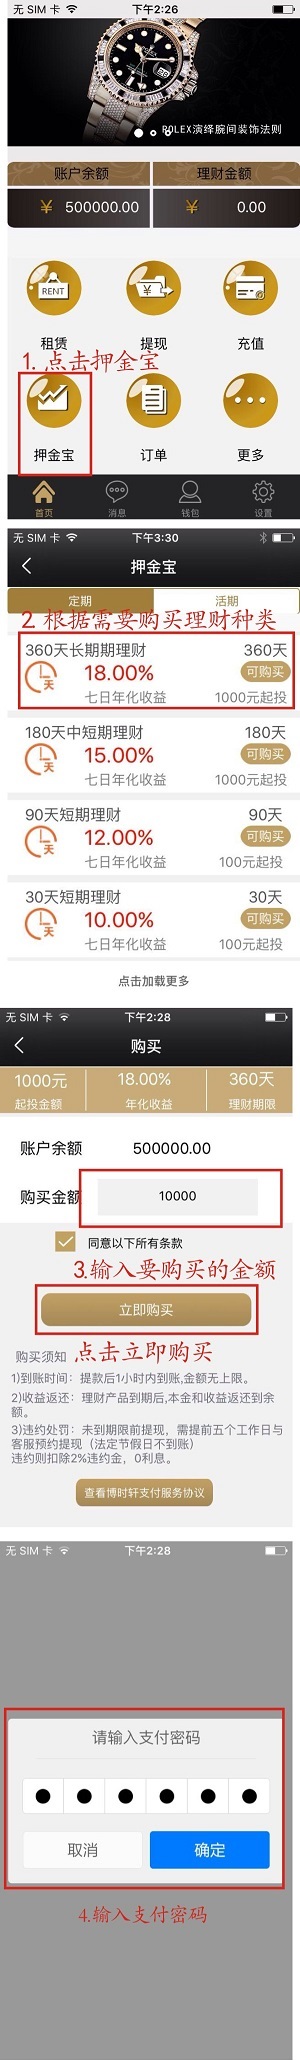 无 SIM 卡 下午2:26
ROLEX演绎腕间装饰法则
账户余额 理财金额
¥ 500000.00 ¥ 0.00
RENT ¥
租赁 提现 充值
1. 点击押金宝
押金宝 订单 更多
首页 消息 钱包 设置
无 SIM 卡 下午3:30
押金宝
定期 活期
2. 根据需要购买理财种类
360天长期期理财 360天
天 18.00% 可购买
七日年化收益 1000元起投
180天中短期理财 180天
天 15.00% 可购买
七日年化收益 1000元起投
90天短期理财 90天
天 12.00% 可购买
七日年化收益 100元起投
30天短期理财 30天
天 10.00% 可购买
七日年化收益 100元起投
点击加载更多
无 SIM 卡 下午2:28
购买
1000元 18.00% 360天
起投金额 年化收益 理财期限
账户余额 500000.00
购买金额 10000
同意以下所有条款
3.输入要购买的金额
立即购买
购买须知 点击立即购买
1)到账时间：提款后1小时内到账,金额无上限。
2)收益返还：理财产品到期后,本金和收益返还到余
额。
3)违约处罚：未到期限前提现，需提前五个工作日与
客服预约提现（法定节假日不到账）
违约则扣除2%违约金，0利息。
查看博时轩支付服务协议
无 SIM 卡 下午2:28
请输入支付密码
取消 确定
4.输入支付密码